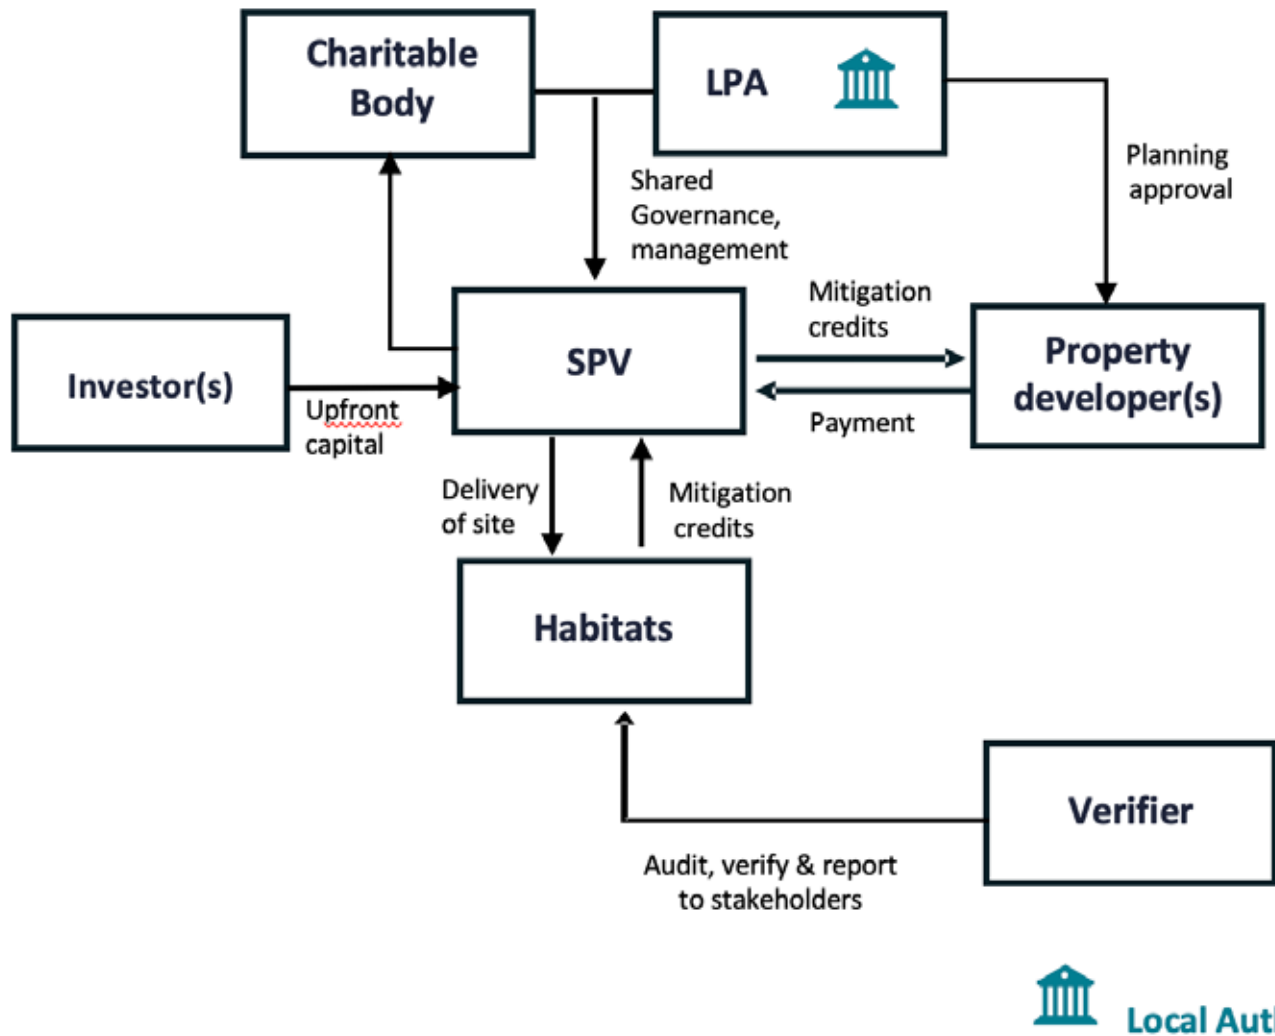 Charitable
Body
LPA
Planning
approval
Shared
Governance,
management
Mitigation
credits
Investor(s)
SPV
Property
developer(s)
Upfront
capital
Payment
Delivery
of site
Mitigation
credits
Habitats
Verifier
Audit, verify & report
to stakeholders
Local